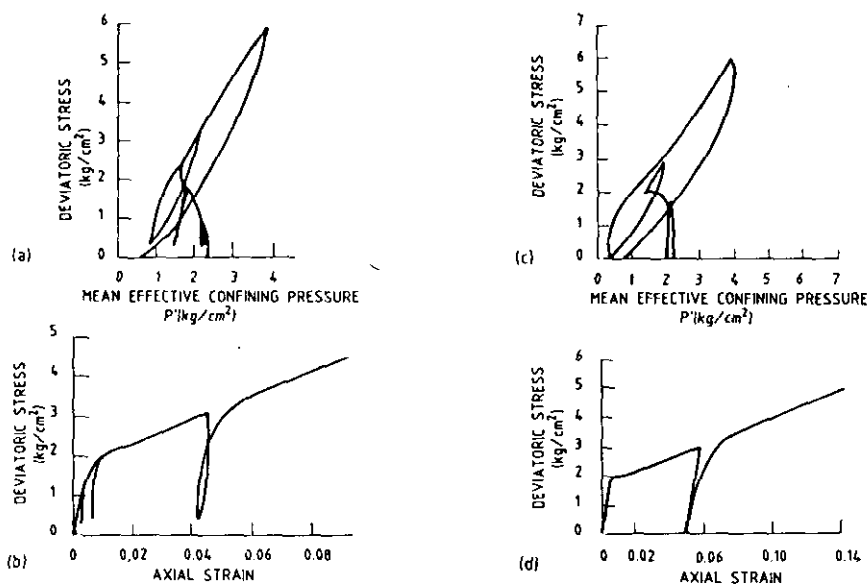 DEVIATORIC STRESS
(kg/cm²)
6
5
4
3
2
1
0
0 1 2 3 4
MEAN EFFECTIVE CONFINING PRESSURE
P'(kg/cm²)
(a)
DEVIATORIC STRESS
(kg/cm²)
7
6
5
4
3
2
1
0
0 1 2 3 4 5 6 7
MEAN EFFECTIVE CONFINING PRESSURE
P'(kg/cm²)
(c)
DEVIATORIC STRESS
(kg/cm²)
5
4
3
2
1
0
0 0,02 0.04 0.06 0.08
AXIAL STRAIN
(b)
DEVIATORIC STRESS
(kg/cm²)
6
5
4
3
2
1
0
0 0.02 0.06 0.10 0.14
AXIAL STRAIN
(d)